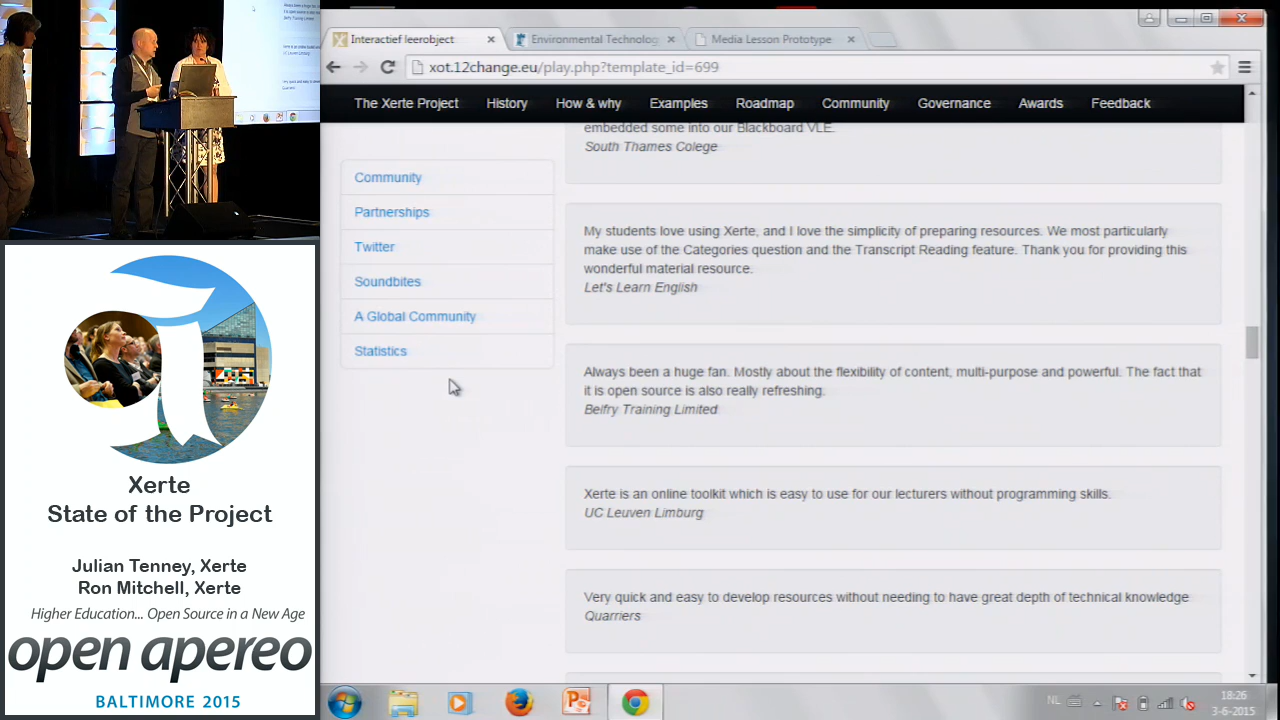 Xerte
State of the Project
Julian Tenney, Xerte
Ron Mitchell, Xerte
Higher Education... Open Source in a New Age
open apereo
BALTIMORE 2015
Interactief leerobject
Environmental Technolog
Media Lesson Prototype
xot.12change.eu/play.php?template_id=699
The Xerte Project History How & why Examples Roadmap Community Governance Awards Feedback
Community
Partnerships
Twitter
Soundbites
A Global Community
Statistics
embedded some into our Blackboard VLE.
South Thames Colege
My students love using Xerte, and I love the simplicity of preparing resources. We most particularly
make use of the Categories question and the Transcript Reading feature. Thank you for providing this
wonderful material resource.
Let's Learn English
Always been a huge fan. Mostly about the flexibility of content, multi-purpose and powerful. The fact that
it is open source is also really refreshing.
Belfry Training Limited
Xerte is an online toolkit which is easy to use for our lecturers without programming skills.
UC Leuven Limburg
Very quick and easy to develop resources without needing to have great depth of technical knowledge
Quarriers
NL
18:26
3-6-2015